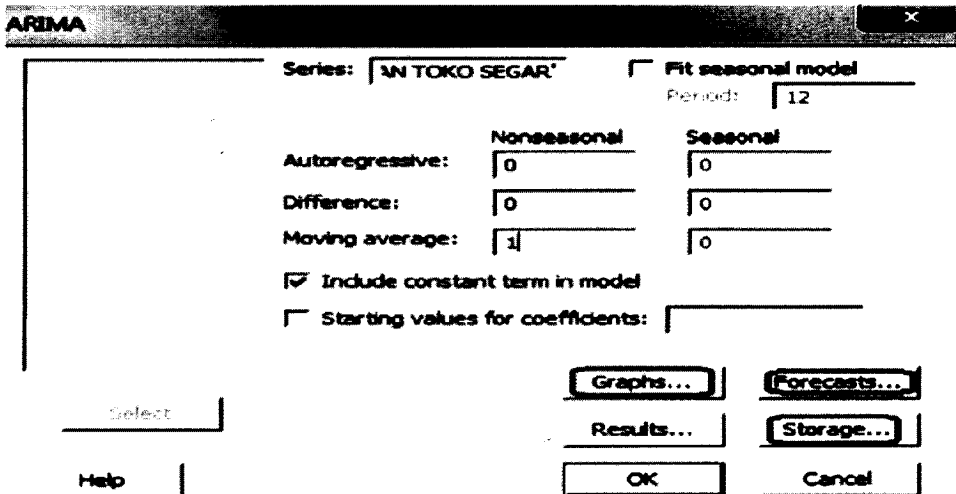 ARIMA
Series: AN TOKO SEGAR' Fit seasonal model
Period: 12
Nonseasonal Seasonal
Autoregressive: 0 0
Difference: 0 0
Moving average: 1 0
Include constant term in model
Starting values for coefficients:
Graphs... Forecasts...
Select Results... Storage...
Help OK Cancel